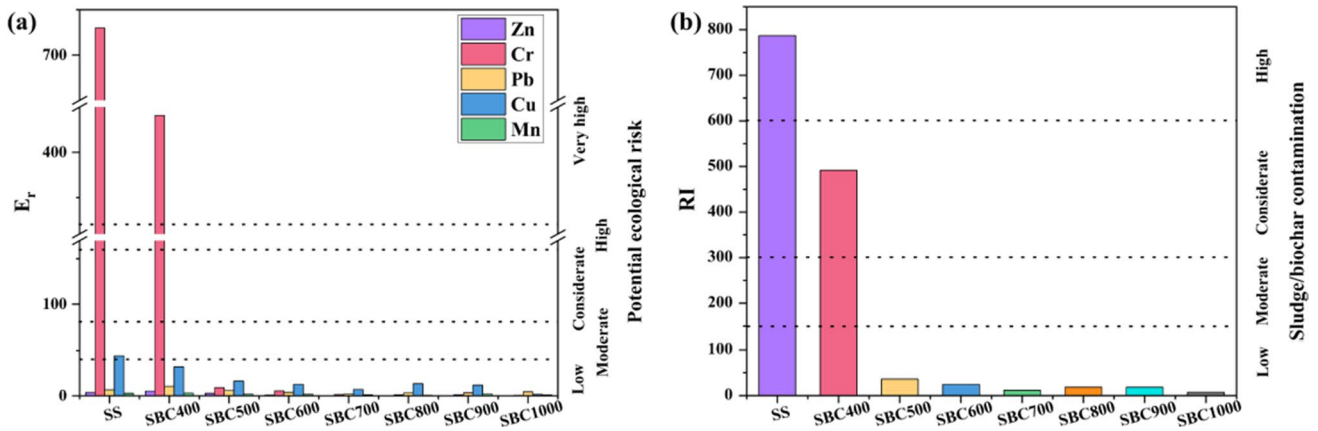 (a)
Zn
Cr
Pb
Cu
Mn
700
400
100
0
E_r
SS
SBC400
SBC500
SBC600
SBC700
SBC800
SBC900
SBC1000
Very high
High
Considerate
Moderate
Low
Potential ecological risk
(b)
800
700
600
500
400
300
200
100
0
RI
SS
SBC400
SBC500
SBC600
SBC700
SBC800
SBC900
SBC1000
High
Considerate
Moderate
Low
Sludge/biochar contamination